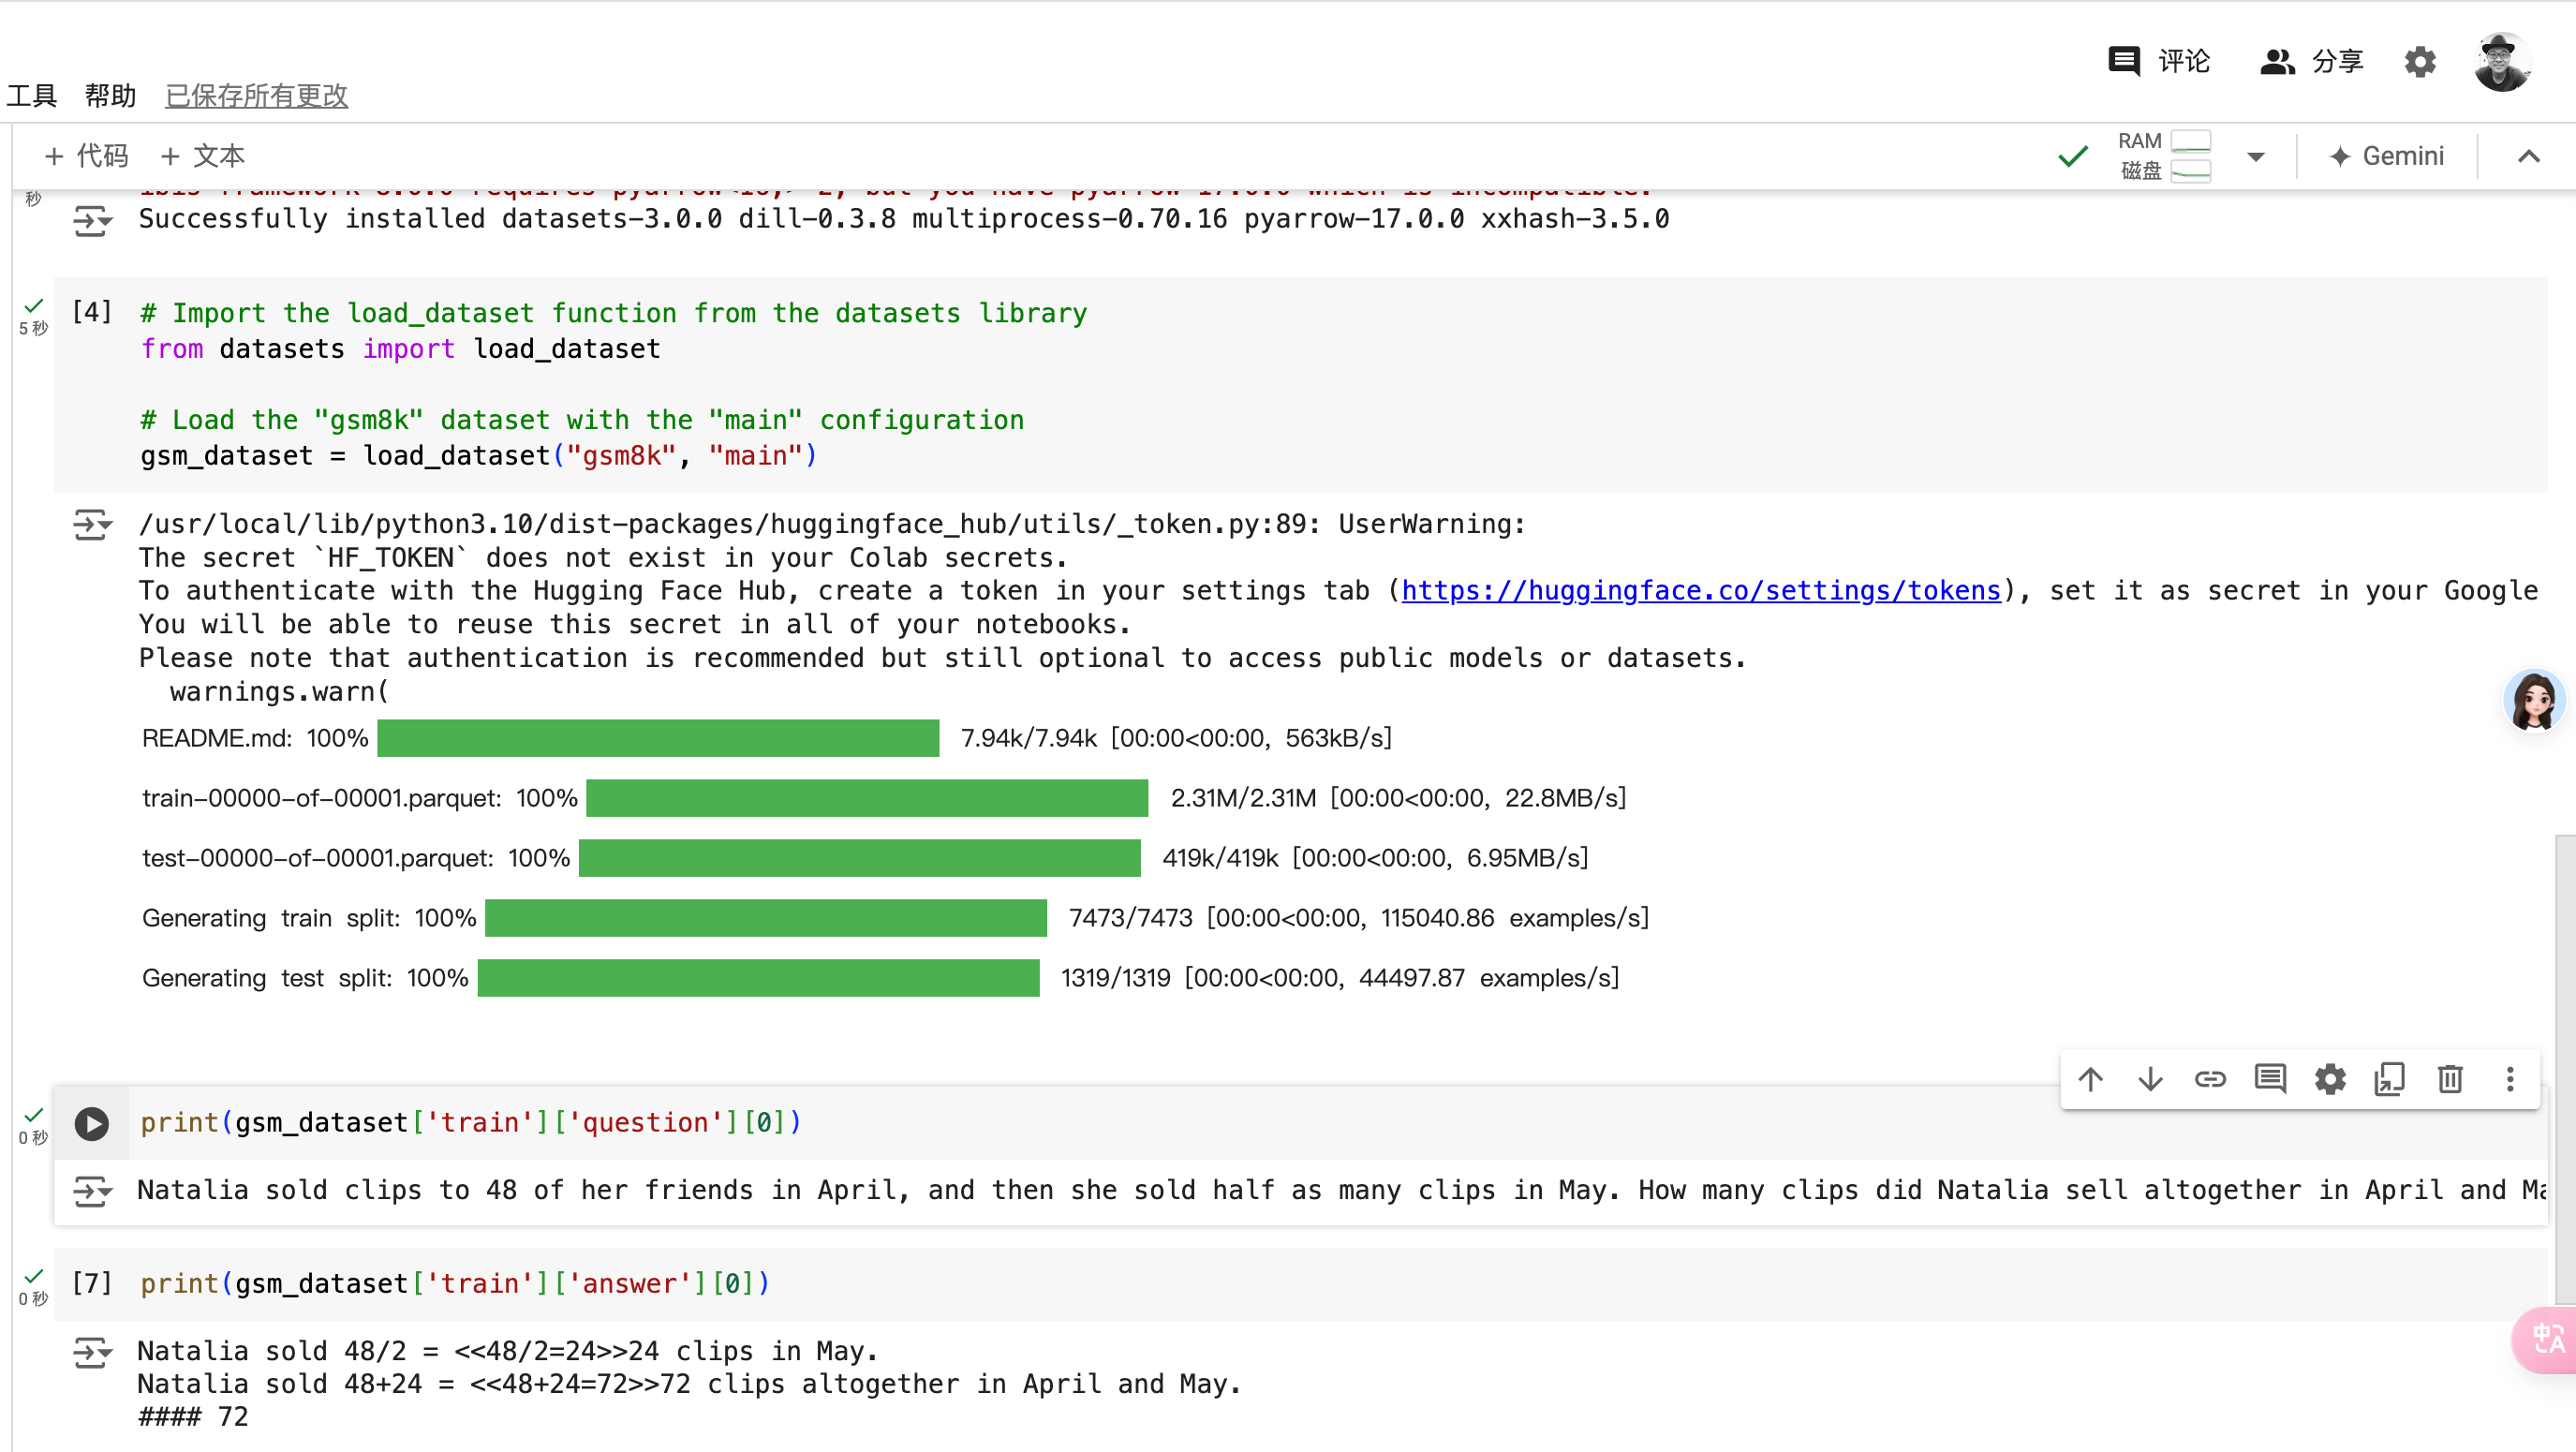 评论
分享
工具 帮助 已保存所有更改
+ 代码 + 文本
RAM
磁盘
Gemini
秒
Successfully installed datasets-3.0.0 dill-0.3.8 multiprocess-0.70.16 pyarrow-17.0.0 xxhash-3.5.0
5 秒
[4]
# Import the load_dataset function from the datasets library
from datasets import load_dataset
# Load the "gsm8k" dataset with the "main" configuration
gsm_dataset = load_dataset("gsm8k", "main")
/usr/local/lib/python3.10/dist-packages/huggingface_hub/utils/_token.py:89: UserWarning:
The secret `HF_TOKEN` does not exist in your Colab secrets.
To authenticate with the Hugging Face Hub, create a token in your settings tab (https://huggingface.co/settings/tokens), set it as secret in your Google
You will be able to reuse this secret in all of your notebooks.
Please note that authentication is recommended but still optional to access public models or datasets.
warnings.warn(
README.md: 100% 7.94k/7.94k [00:00<00:00, 563kB/s]
train-00000-of-00001.parquet: 100% 2.31M/2.31M [00:00<00:00, 22.8MB/s]
test-00000-of-00001.parquet: 100% 419k/419k [00:00<00:00, 6.95MB/s]
Generating train split: 100% 7473/7473 [00:00<00:00, 115040.86 examples/s]
Generating test split: 100% 1319/1319 [00:00<00:00, 44497.87 examples/s]
0 秒
print(gsm_dataset['train']['question'][0])
Natalia sold clips to 48 of her friends in April, and then she sold half as many clips in May. How many clips did Natalia sell altogether in April and
0 秒
[7]
print(gsm_dataset['train']['answer'][0])
Natalia sold 48/2 = <<48/2=24>>24 clips in May.
Natalia sold 48+24 = <<48+24=72>>72 clips altogether in April and May.
#### 72